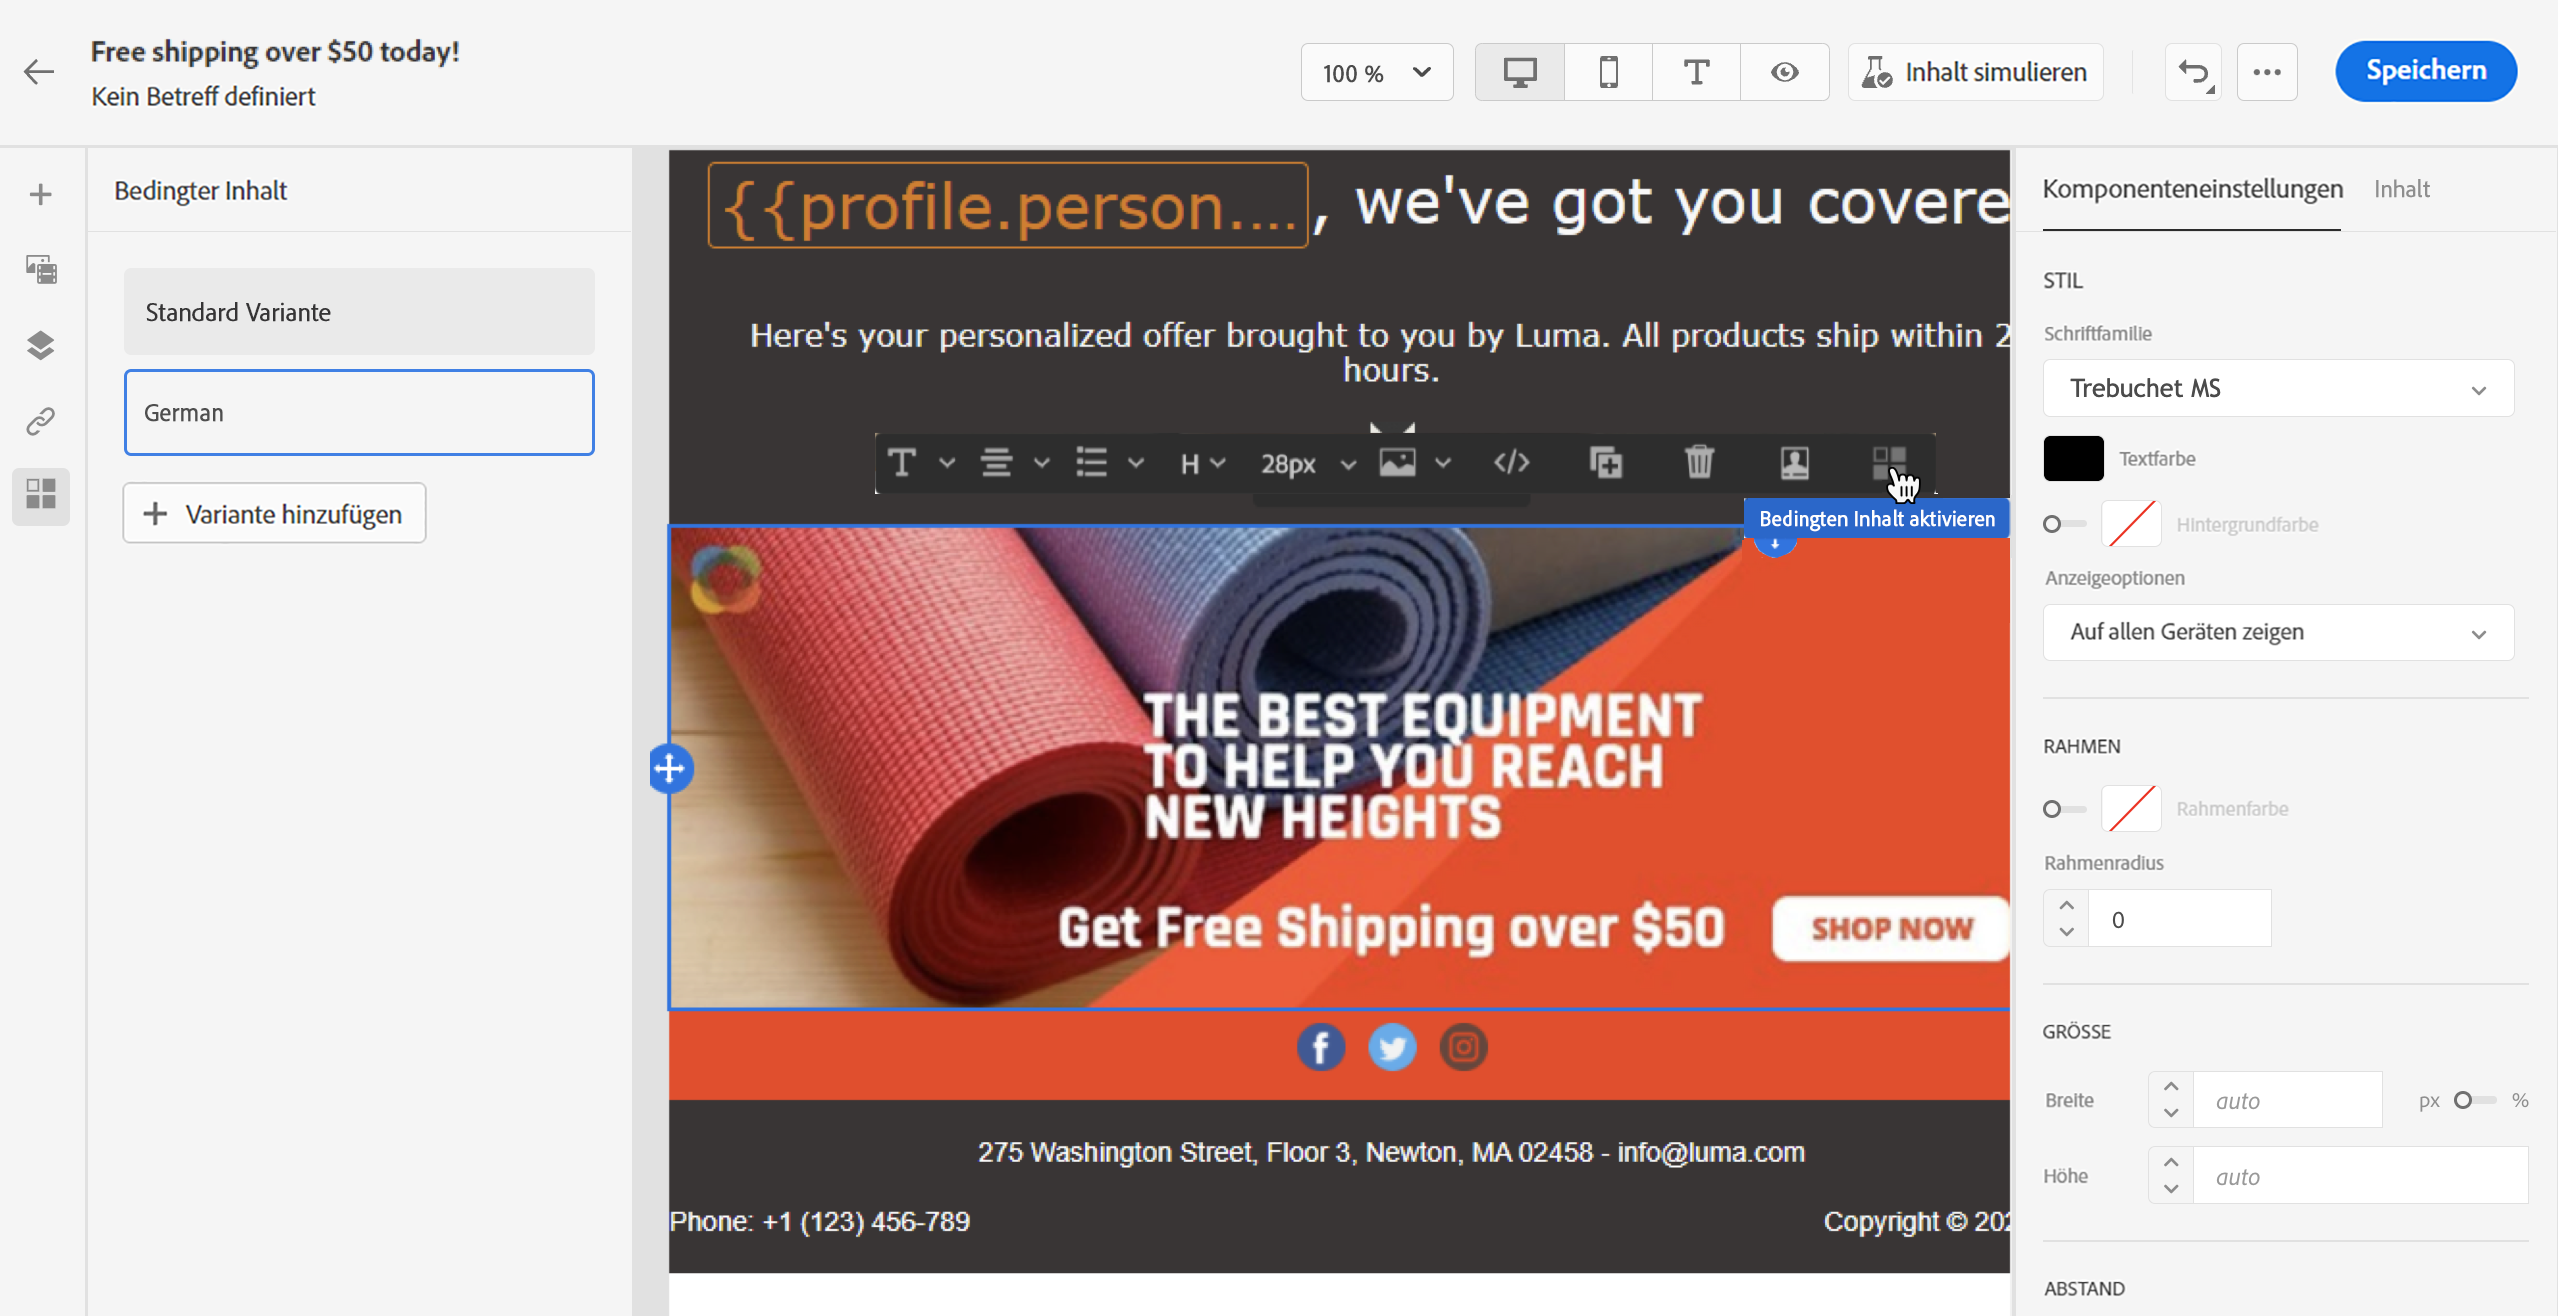 Free shipping over $50 today!
Kein Betreff definiert
100 %
T
Inhalt simulieren
Speichern
Bedingter Inhalt
Standard Variante
German
Variante hinzufügen
{{profile.person.... , we've got you covere
Here's your personalized offer brought to you by Luma. All products ship within 2
hours.
T
H
28px
</>
Bedingten Inhalt aktivieren
THE BEST EQUIPMENT
TO HELP YOU REACH
NEW HEIGHTS
Get Free Shipping over $50
SHOP NOW
275 Washington Street, Floor 3, Newton, MA 02458 - info@luma.com
Phone: +1 (123) 456-789
Copyright © 202
Komponenteneinstellungen
Inhalt
STIL
Schriftfamilie
Trebuchet MS
Textfarbe
Hintergrundfarbe
Anzeigeoptionen
Auf allen Geräten zeigen
RAHMEN
Rahmenfarbe
Rahmenradius
0
GRÖSSE
Breite
auto
px
%
Höhe
auto
ABSTAND